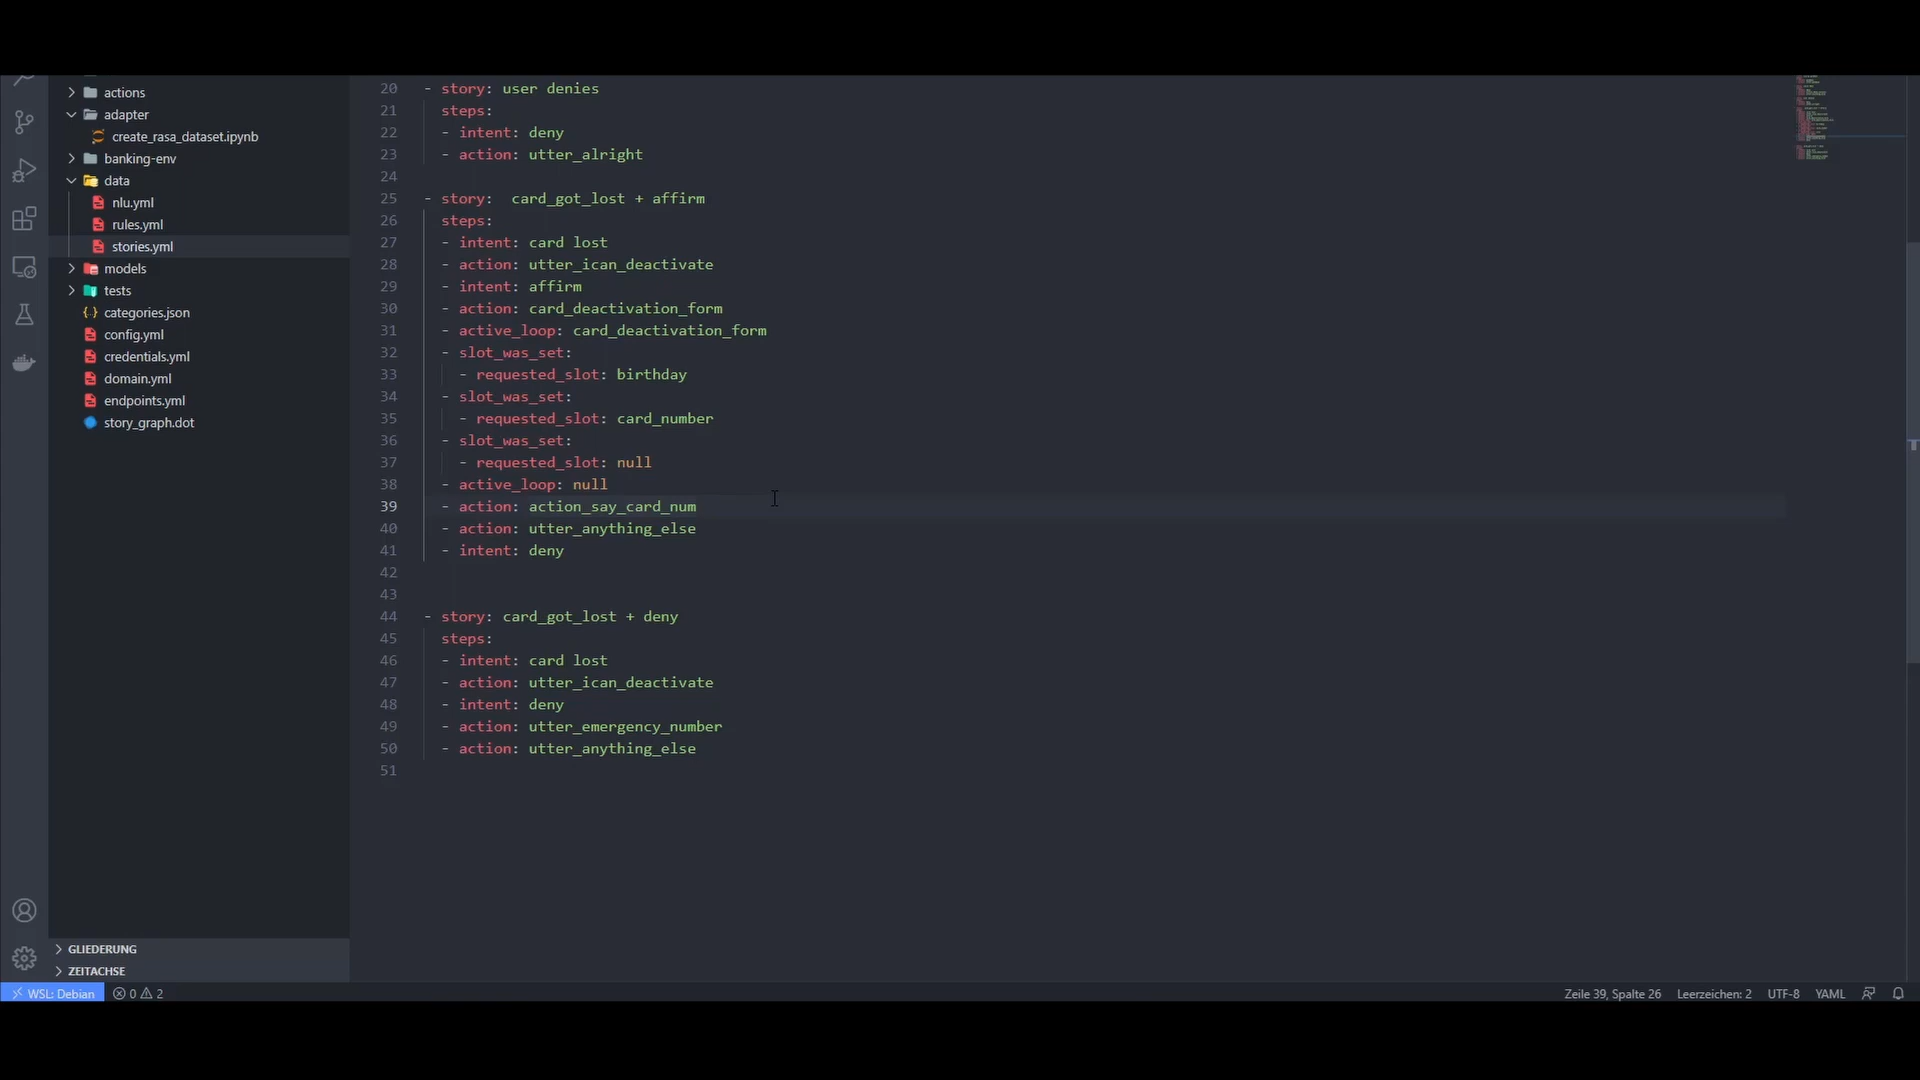 actions
adapter
create_rasa_dataset.ipynb
banking-env
data
nlu.yml
rules.yml
stories.yml
models
tests
categories.json
config.yml
credentials.yml
domain.yml
endpoints.yml
story_graph.dot
GLIEDERUNG
ZEITACHSE
20 - story: user denies
21 steps:
22 - intent: deny
23 - action: utter_alright
24
25 - story:  card_got_lost + affirm
26 steps:
27 - intent: card lost
28 - action: utter_ican_deactivate
29 - intent: affirm
30 - action: card_deactivation_form
31 - active_loop: card_deactivation_form
32 - slot_was_set:
33 - requested_slot: birthday
34 - slot_was_set:
35 - requested_slot: card_number
36 - slot_was_set:
37 - requested_slot: null
38 - active_loop: null
39 - action: action_say_card_num
40 - action: utter_anything_else
41 - intent: deny
42
43
44 - story: card_got_lost + deny
45 steps:
46 - intent: card lost
47 - action: utter_ican_deactivate
48 - intent: deny
49 - action: utter_emergency_number
50 - action: utter_anything_else
51
WSL: Debian 0 2 Zeile 39, Spalte 26 Leerzeichen: 2 UTF-8 YAML